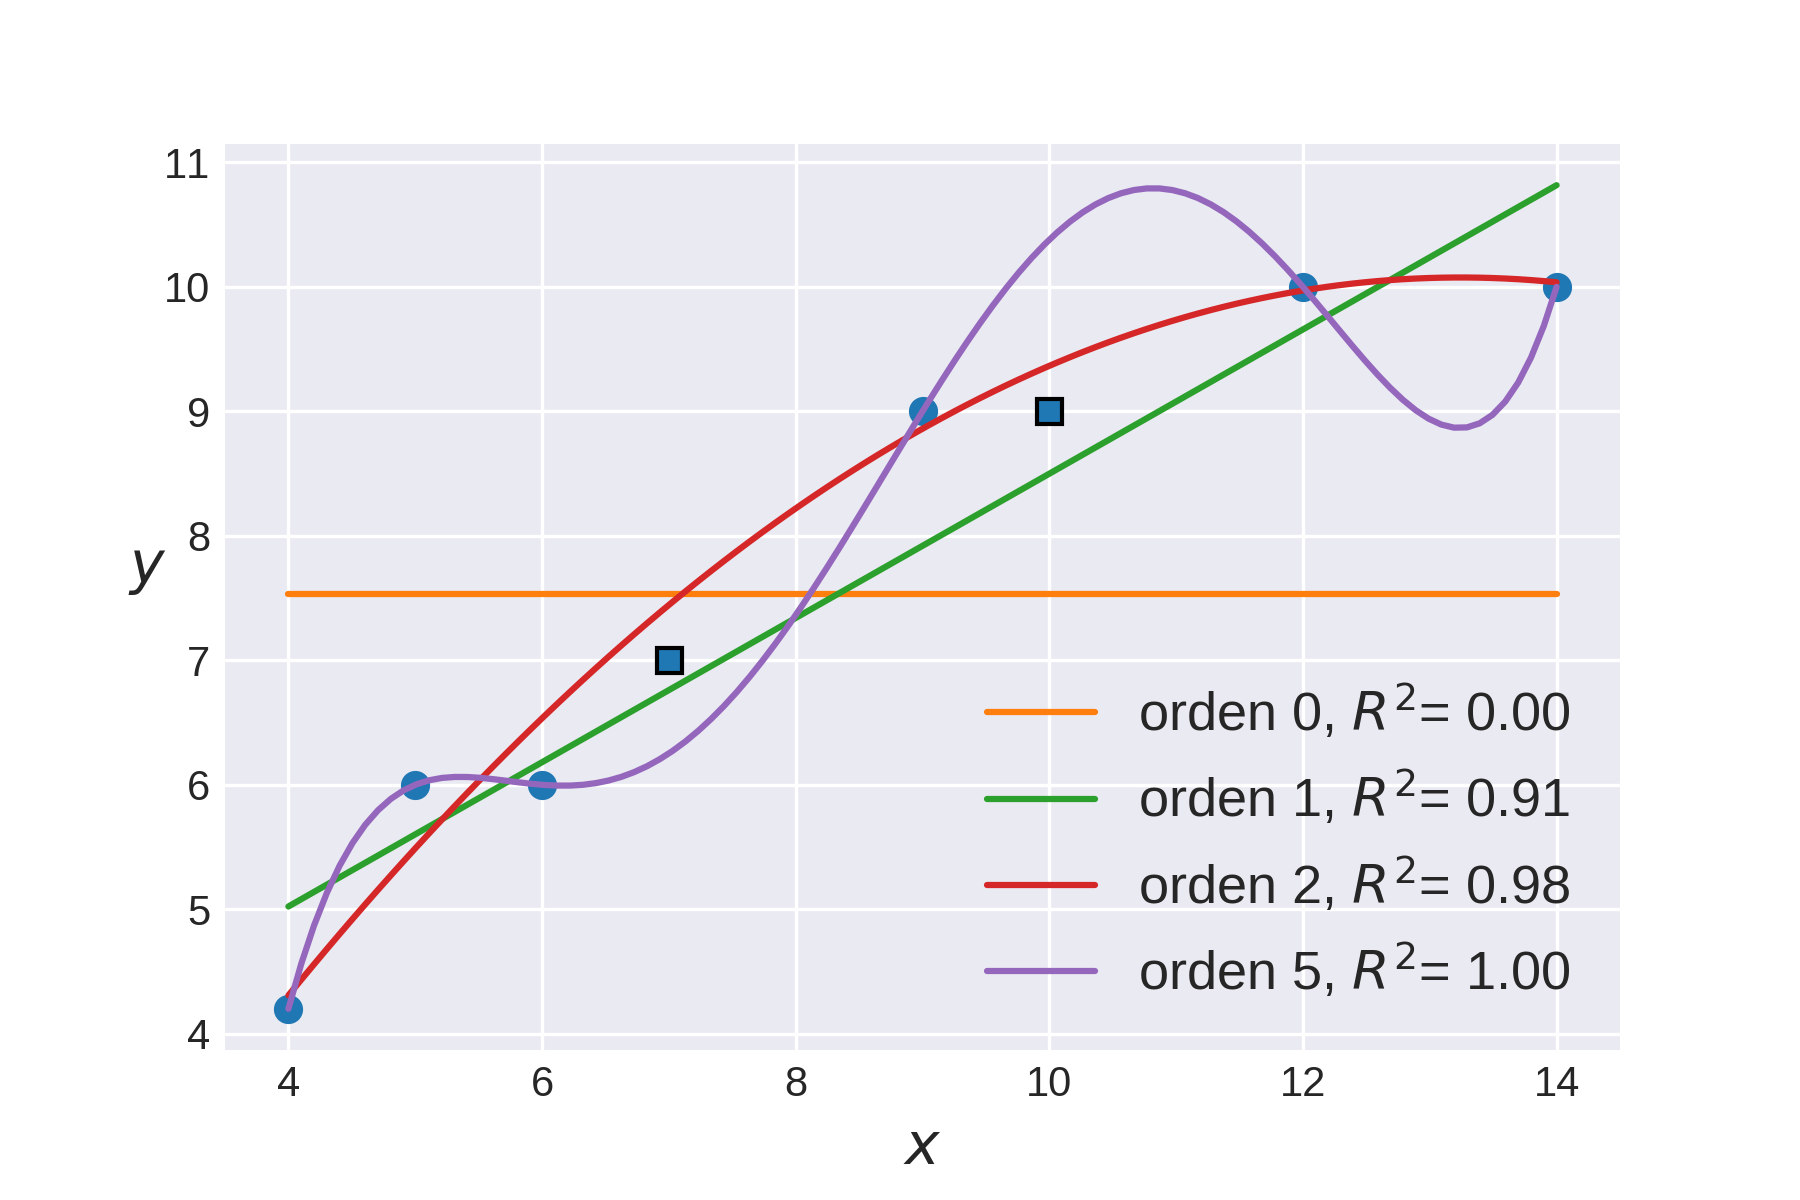 11
10
9
8
7
6
5
4
y
orden 0, R²= 0.00
orden 1, R²= 0.91
orden 2, R²= 0.98
orden 5, R²= 1.00
4 6 8 10 12 14
x